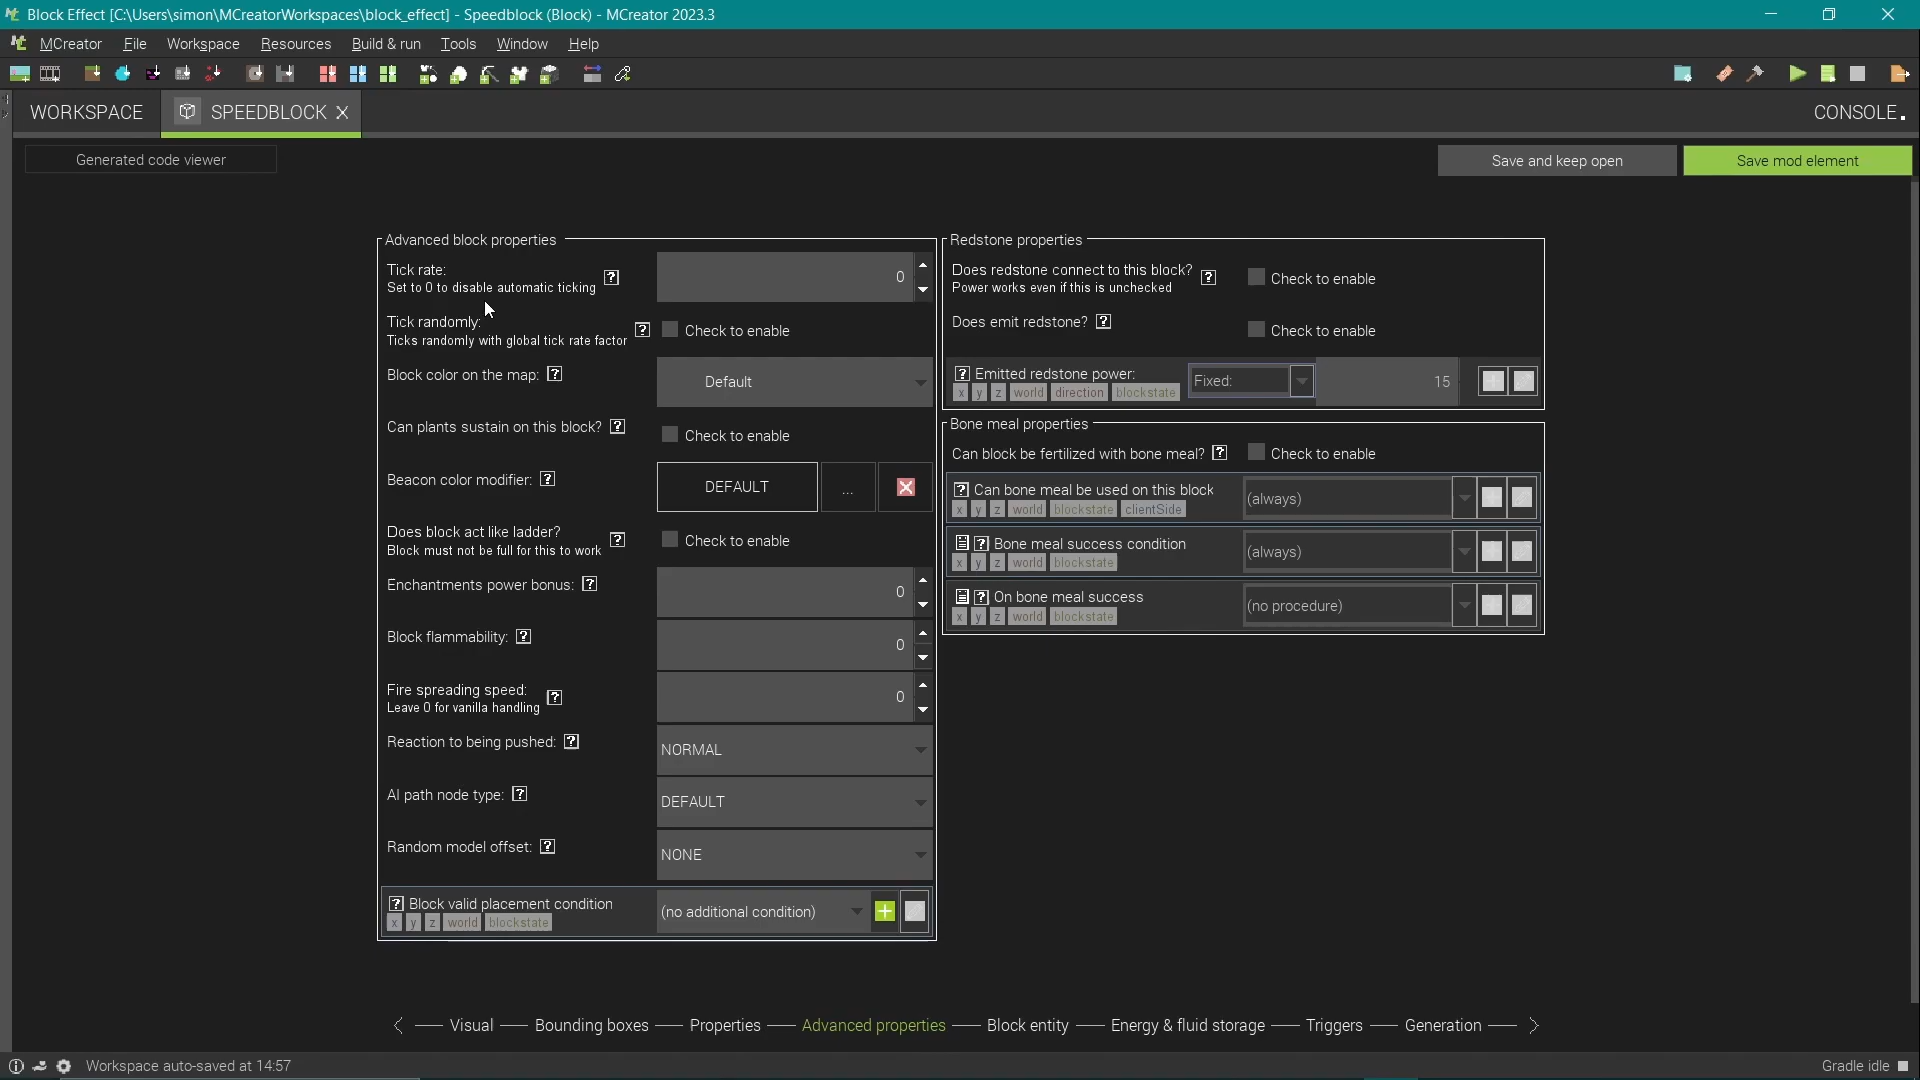 Block Effect [C:\Users\simon\MCreatorWorkspaces\block_effect] - Speedblock (Block) - MCreator 2023.3
MCreator File Workspace Resources Build & run Tools Window Help
WORKSPACE SPEEDBLOCK CONSOLE
Generated code viewer
Save and keep open Save mod element
Advanced block properties
Tick rate: ? 0
Set to 0 to disable automatic ticking
Tick randomly: ? Check to enable
Ticks randomly with global tick rate factor
Block color on the map: ? Default
Can plants sustain on this block? ? Check to enable
Beacon color modifier: ? DEFAULT ...
Does block act like ladder? ? Check to enable
Block must not be full for this to work
Enchantments power bonus: ? 0
Block flammability: ? 0
Fire spreading speed: ? 0
Leave 0 for vanilla handling
Reaction to being pushed: ? NORMAL
AI path node type: ? DEFAULT
Random model offset: ? NONE
? Block valid placement condition (no additional condition)
x y z world blockstate
Redstone properties
Does redstone connect to this block? ? Check to enable
Power works even if this is unchecked
Does emit redstone? ? Check to enable
? Emitted redstone power: Fixed: 15
x y z world direction blockstate
Bone meal properties
Can block be fertilized with bone meal? ? Check to enable
? Can bone meal be used on this block (always)
x y z world blockstate clientSide
? Bone meal success condition (always)
x y z world blockstate
? On bone meal success (no procedure)
x y z world blockstate
Visual Bounding boxes Properties Advanced properties Block entity Energy & fluid storage Triggers Generation
Workspace auto-saved at 14:57 Gradle idle